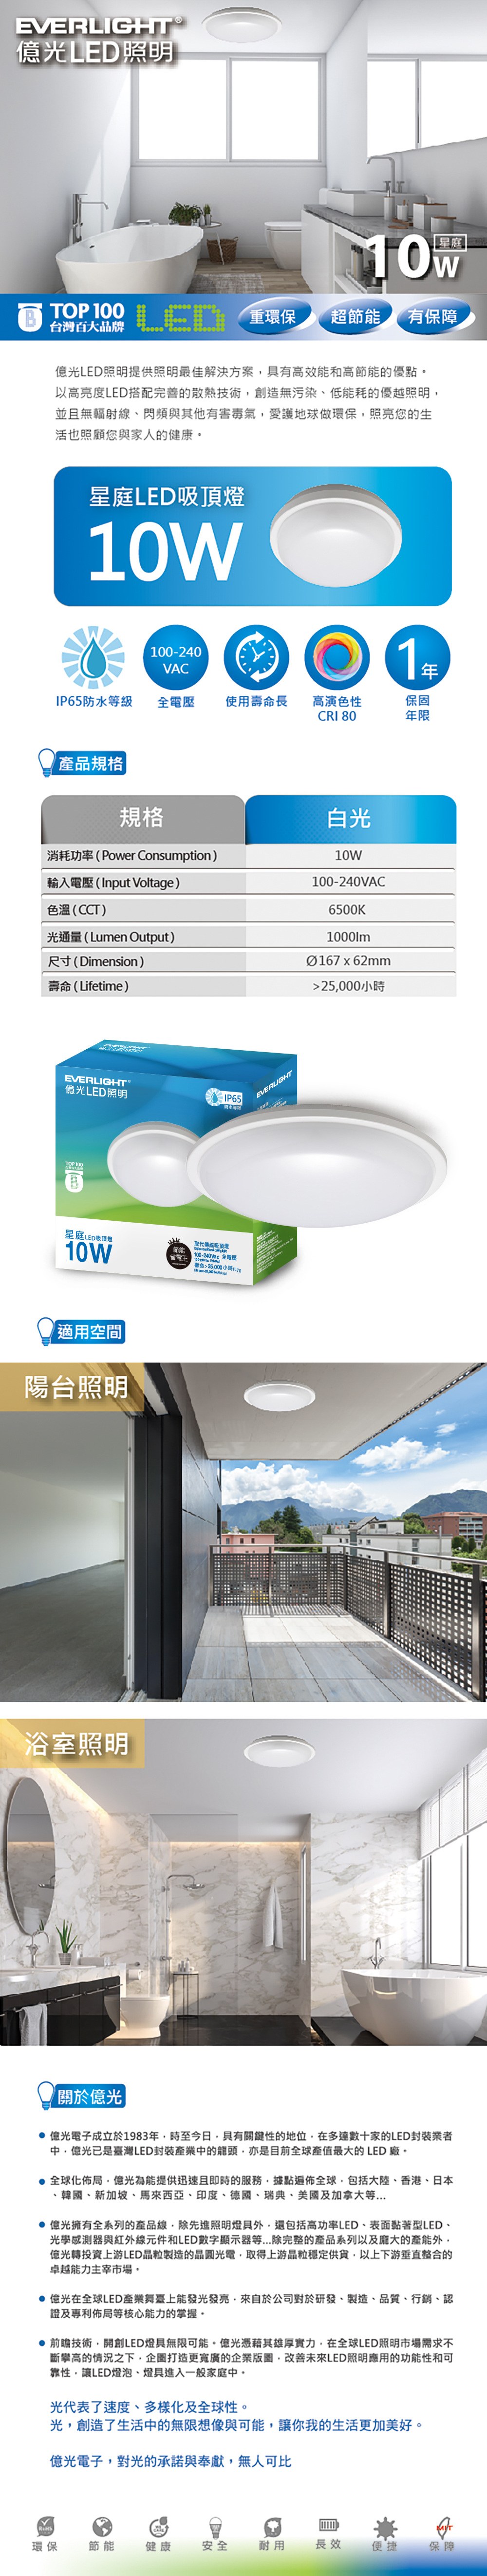 EVERLIGHT®
億光LED照明
10W
星庭
B
TOP 100
台灣百大品牌
LED
重環保
超節能
有保障
億光LED照明提供照明最佳解決方案，具有高效能和高節能的優點。
以高亮度LED搭配完善的散熱技術，創造無污染、低能耗的優越照明，
並且無輻射線、閃頻與其他有害毒氣，愛護地球做環保，照亮您的生
活也照顧您與家人的健康。
星庭LED吸頂燈
10W
100-240
VAC
1年
IP65防水等級
全電壓
使用壽命長
高演色性
CRI 80
保固
年限
產品規格
規格
白光
消耗功率 ( Power Consumption )
10W
輸入電壓 ( Input Voltage )
100-240VAC
色溫 ( CCT )
6500K
光通量 ( Lumen Output )
1000lm
尺寸 ( Dimension )
Ø167 x 62mm
壽命 ( Lifetime )
>25,000小時
EVERLIGHT®
億光LED照明
IP65
EVERLIGHT
TOP 100
B
星庭LED吸頂燈
10W
節能
省電王
100-240Vac 全電壓
適用空間
陽台照明
浴室照明
關於億光
● 億光電子成立於1983年，時至今日，具有關鍵性的地位，在多達數十家的LED封裝業者
中，億光已是臺灣LED封裝產業中的龍頭，亦是目前全球產值最大的 LED 廠。
● 全球化佈局，億光為能提供迅速且即時的服務，據點遍佈全球，包括大陸、香港、日本
、韓國、新加坡、馬來西亞、印度、德國、瑞典、美國及加拿大等...
● 億光擁有全系列的產品線，除先進照明燈具外，還包括高功率LED、表面黏著型LED、
光學感測器與紅外線元件和LED數字顯示器等...除完整的產品系列以及龐大的產能外，
億光轉投資上游LED晶粒製造的晶圓光電，取得上游晶粒穩定供貨，以上下游垂直整合的
卓越能力主宰市場。
● 億光在全球LED產業舞臺上能發光發亮，來自於公司對於研發、製造、品質、行銷、認
證及專利佈局等核心能力的掌握。
● 前瞻技術，開創LED燈具無限可能。億光憑藉其雄厚實力，在全球LED照明市場需求不
斷攀高的情況之下，企圖打造更寬廣的企業版圖，改善未來LED照明應用的功能性和可
靠性，讓LED燈泡、燈具進入一般家庭中。
光代表了速度、多樣化及全球性。
光，創造了生活中的無限想像與可能，讓你我的生活更加美好。
億光電子，對光的承諾與奉獻，無人可比
RoHS
MIT
環保
節能
健康
安全
耐用
長效
便捷
保障